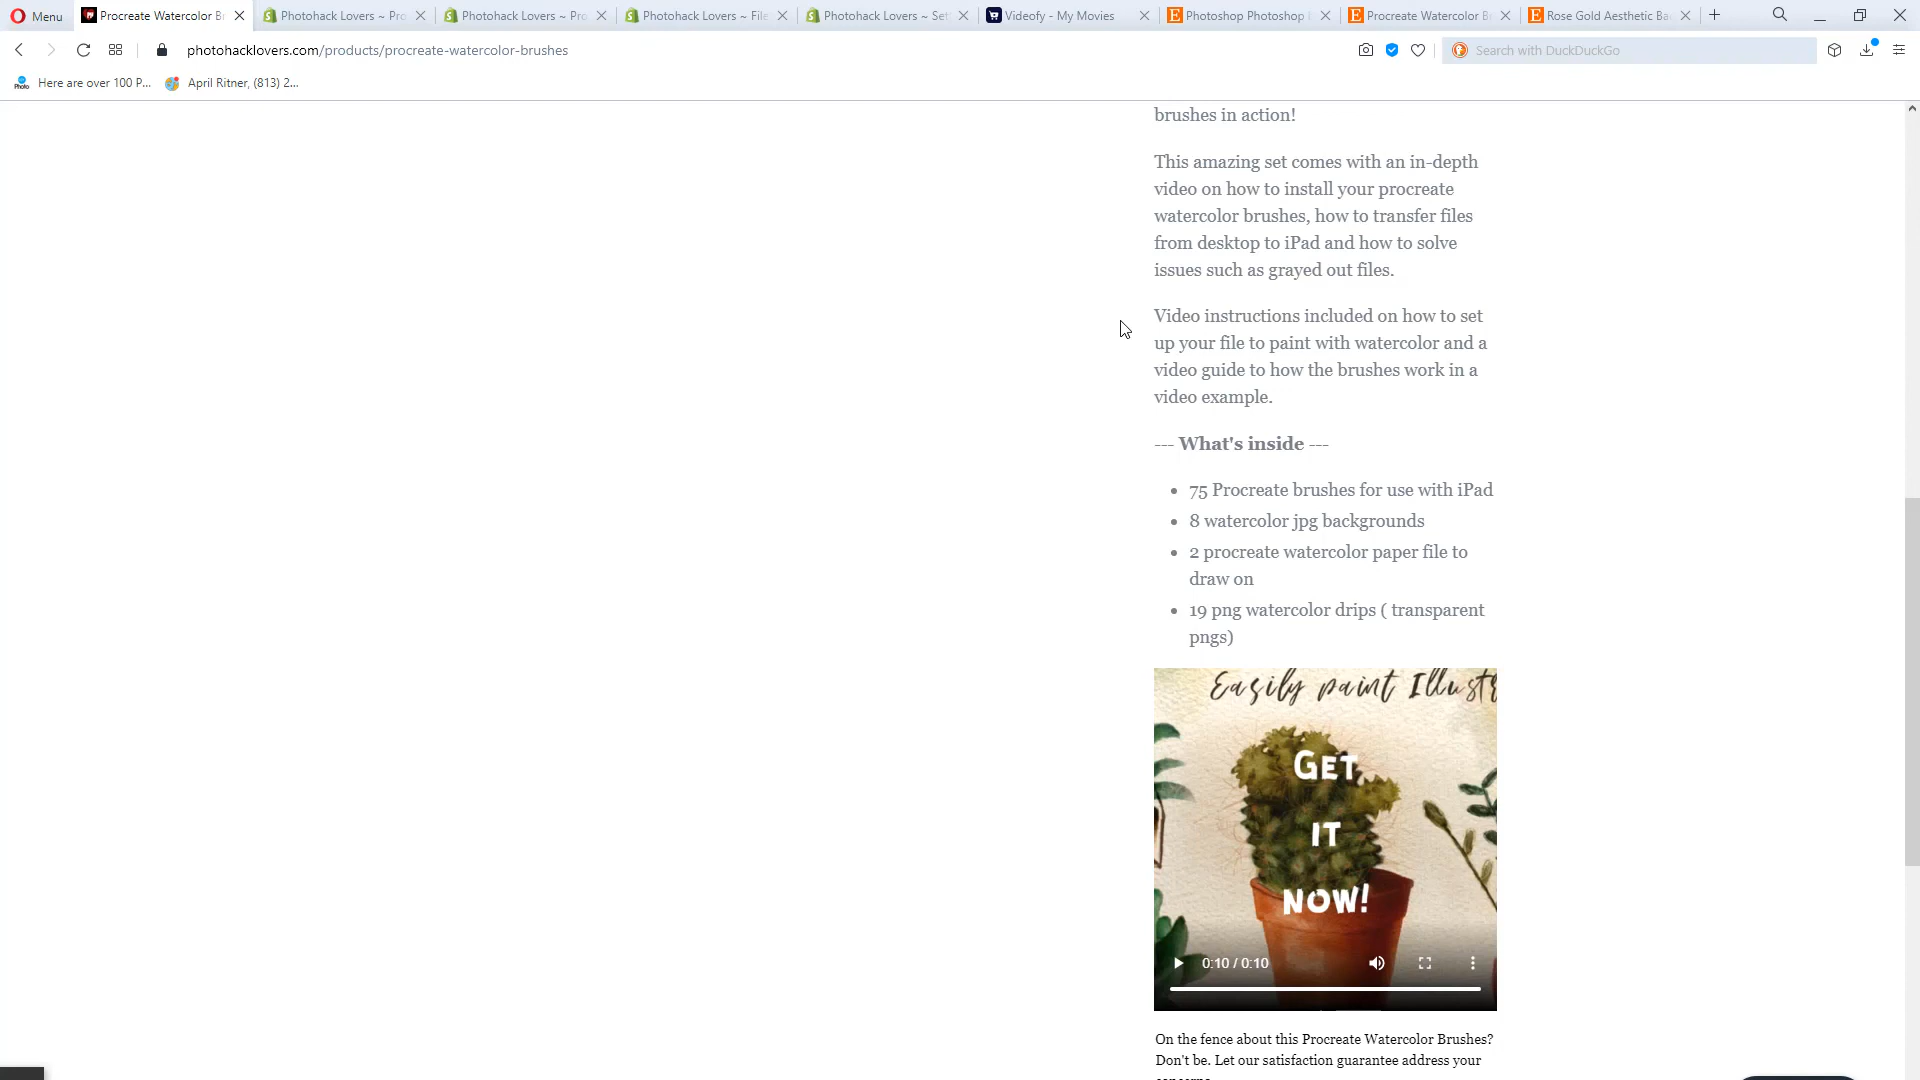 Menu
Procreate Watercolor Br
Photohack Lovers ~ Pro
Photohack Lovers ~ Pro
Photohack Lovers ~ File
Photohack Lovers ~ Set
Videofy - My Movies
Photoshop Photoshop
Procreate Watercolor B
Rose Gold Aesthetic Ba
photohacklovers.com/products/procreate-watercolor-brushes
Search with DuckDuckGo
Here are over 100 P...
April Ritner, (813) 2...
brushes in action!
This amazing set comes with an in-depth
video on how to install your procreate
watercolor brushes, how to transfer files
from desktop to iPad and how to solve
issues such as grayed out files.
Video instructions included on how to set
up your file to paint with watercolor and a
video guide to how the brushes work in a
video example.
--- What's inside ---
• 75 Procreate brushes for use with iPad
• 8 watercolor jpg backgrounds
• 2 procreate watercolor paper file to
draw on
• 19 png watercolor drips ( transparent
pngs)
Easily paint Illustr
GET
IT
NOW!
0:10 / 0:10
On the fence about this Procreate Watercolor Brushes?
Don't be. Let our satisfaction guarantee address your